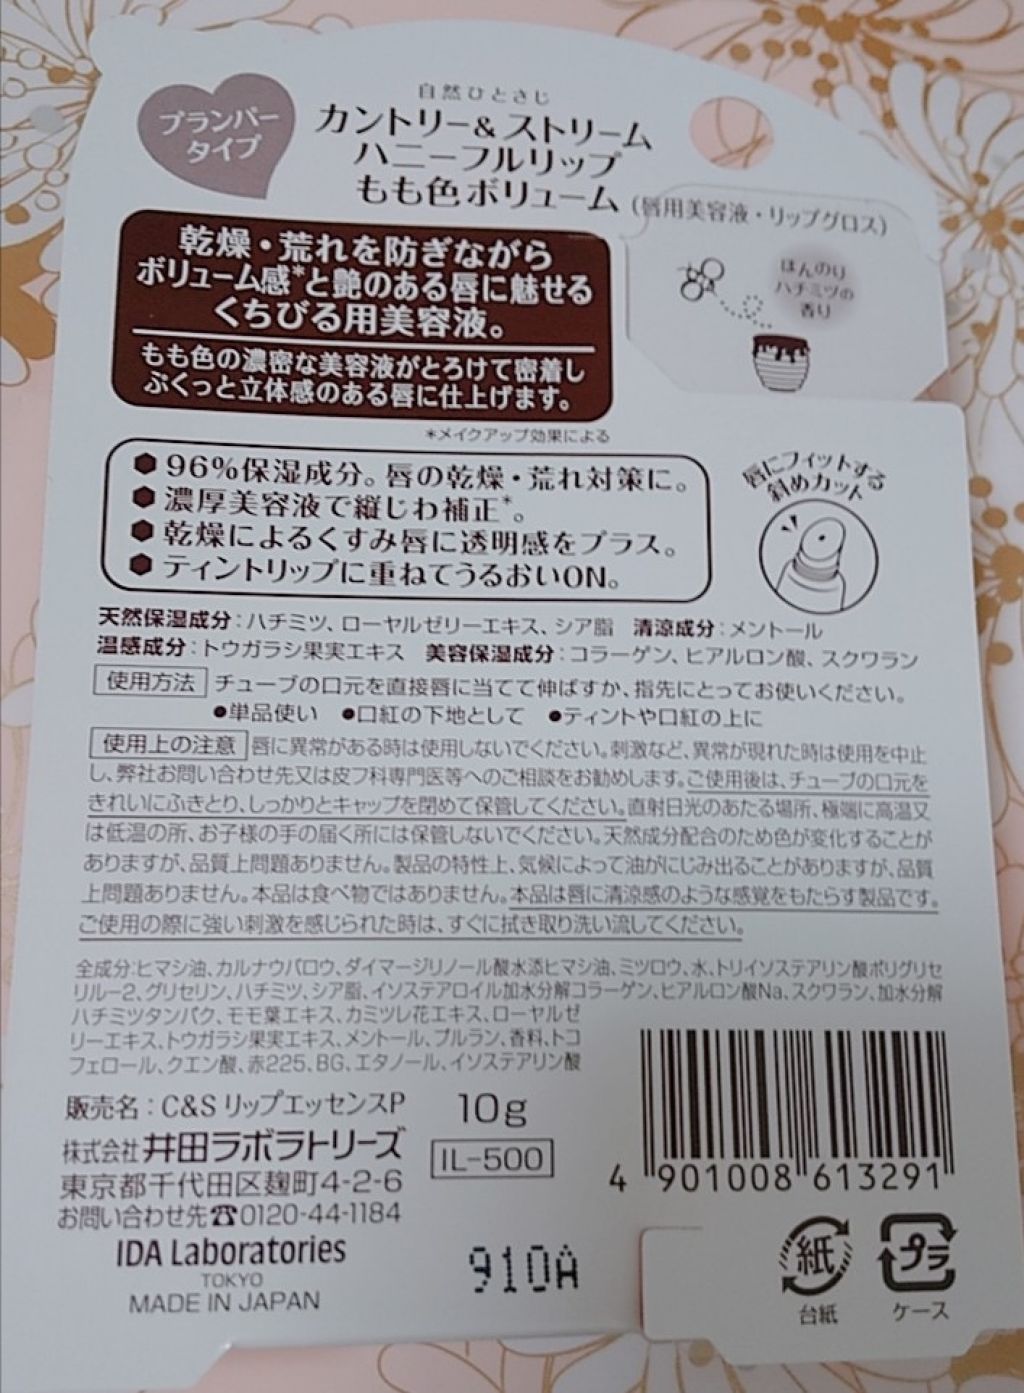 プランパー
タイプ
自然ひとさじ
カントリー&ストリーム
ハニーフルリップ
もも色ボリューム(唇用美容液・リップグロス)
乾燥・荒れを防ぎながら
ボリューム感*と艶のある唇に魅せる
くちびる用美容液。
もも色の濃密な美容液がとろけて密着し
ぷくっと立体感のある唇に仕上げます。
ほんのり
ハチミツの
香り
*メイクアップ効果による
96%保湿成分。唇の乾燥・荒れ対策に。
濃厚美容液で縦じわ補正*。
乾燥によるくすみ唇に透明感をプラス。
ティントリップに重ねてうるおいON。
唇にフィットする
斜めカット
天然保湿成分:ハチミツ、ローヤルゼリーエキス、シア脂 清涼成分:メントール
温感成分:トウガラシ果実エキス 美容保湿成分:コラーゲン、ヒアルロン酸、スクワラン
使用方法 チューブの口元を直接唇に当てて伸ばすか、指先にとってお使いください。
●単品使い ●口紅の下地として ●ティントや口紅の上に
使用上の注意 唇に異常がある時は使用しないでください。刺激など、異常が現れた時は使用を中止
し、弊社お問い合わせ先又は皮フ科専門医等へのご相談をお勧めします。ご使用後は、チューブの口元を
きれいにふきとり、しっかりとキャップを閉めて保管してください。直射日光のあたる場所、極端に高温又
は低温の所、お子様の手の届く所には保管しないでください。天然成分配合のため色が変化することが
ありますが、品質上問題ありません。製品の特性上、気候によって油がにじみ出ることがありますが、品質
上問題ありません。本品は食べ物ではありません。本品は唇に清涼感のような感覚をもたらす製品です。
ご使用の際に強い刺激を感じられた時は、すぐに拭き取り洗い流してください。
全成分:ヒマシ油、カルナウバロウ、ダイマージリノール酸水添ヒマシ油、ミツロウ、水、トリイソステアリン酸ポリグリセ
リル-2、グリセリン、ハチミツ、シア脂、イソステアロイル加水分解コラーゲン、ヒアルロン酸Na、スクワラン、加水分解
ハチミツタンパク、モモ葉エキス、カミツレ花エキス、ローヤルゼ
リーエキス、トウガラシ果実エキス、メントール、プルラン、香料、トコ
フェロール、クエン酸、赤225、BG、エタノール、イソステアリン酸
販売名:C&S リップエッセンスP 10g
株式会社 井田ラボラトリーズ IL-500
東京都千代田区麹町4-2-6
お問い合わせ先☎0120-44-1184
IDA Laboratories
TOKYO
MADE IN JAPAN
910A
4 901008 613291
紙
台紙
プラ
ケース